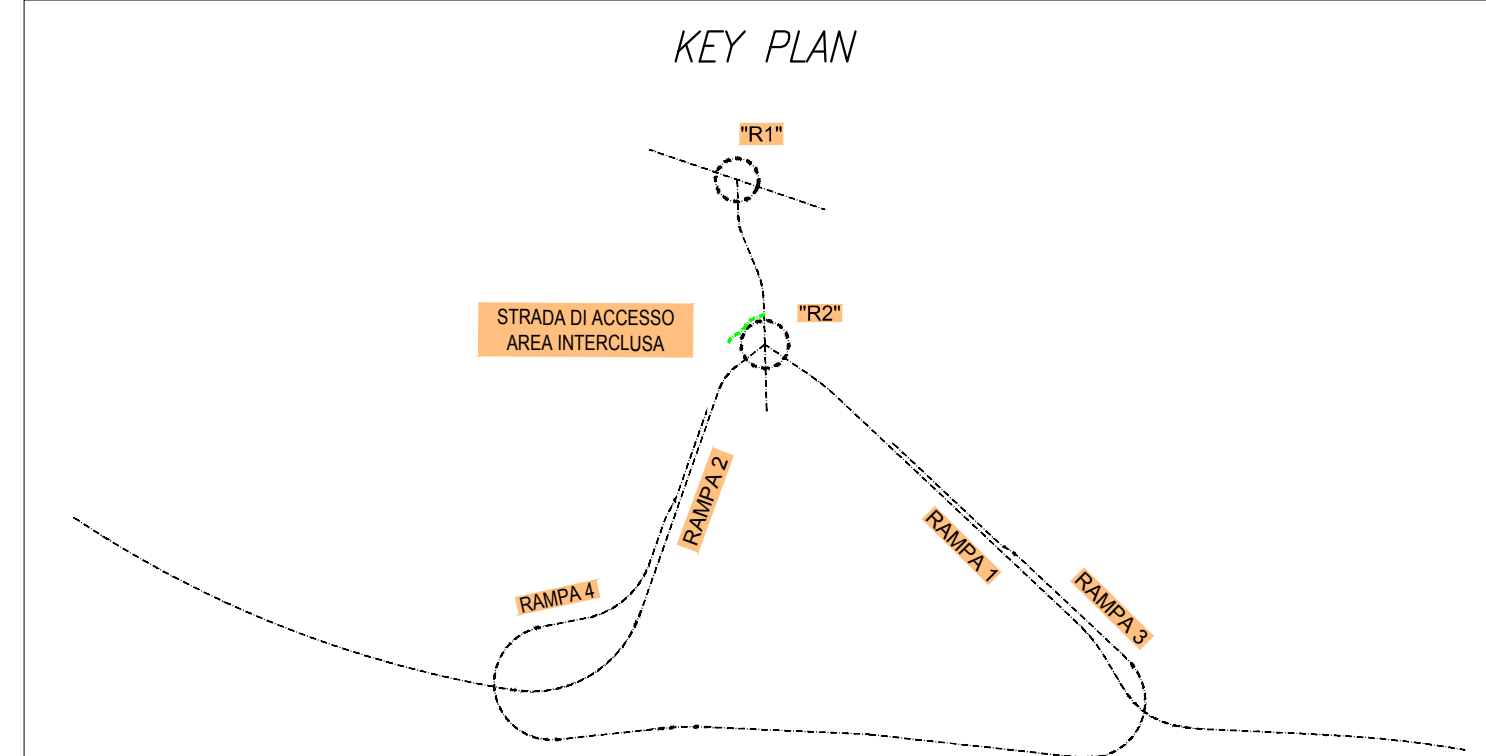 KEY PLAN
"R1"
"R2"
STRADA DI ACCESSO
AREA INTERCLUSA
RAMPA 2
RAMPA 1
RAMPA 4
RAMPA 3